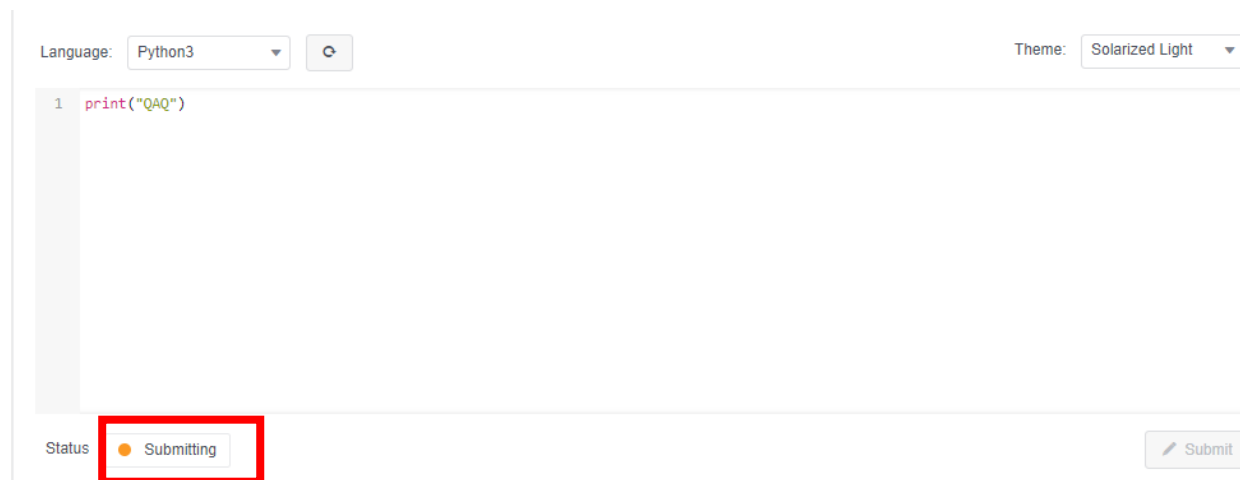 Language: Python3 Theme: Solarized Light
1 print("QAQ")
Status Submitting Submit